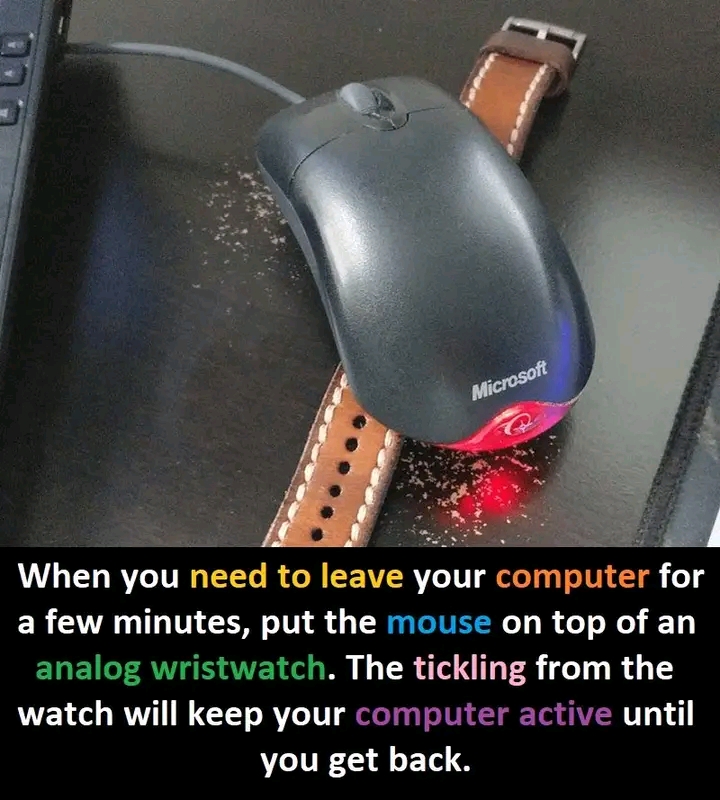 Microsoft
When you need to leave your computer for
a few minutes, put the mouse on top of an
analog wristwatch. The tickling from the
watch will keep your computer active until
you get back.